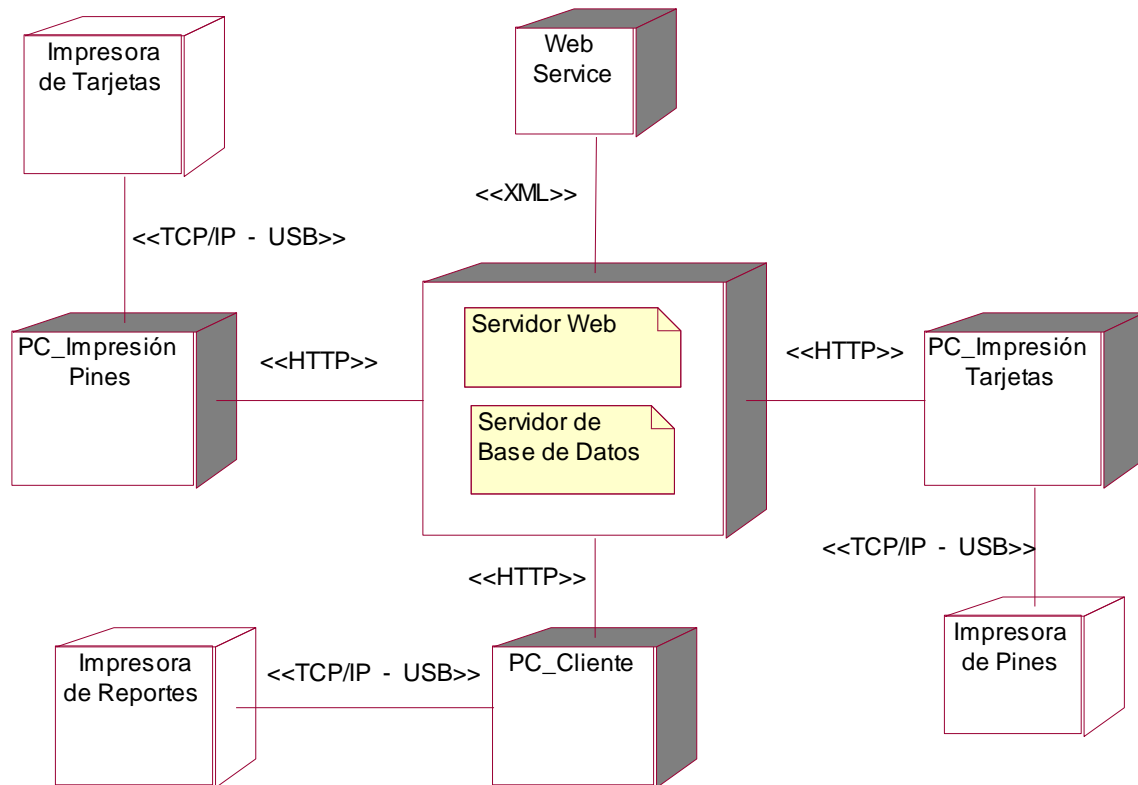 Impresora
de Tarjetas
Web
Service
<<XML>>
<<TCP/IP - USB>>
PC_Impresión
Pines
<<HTTP>>
Servidor Web
Servidor de
Base de Datos
<<HTTP>>
PC_Impresión
Tarjetas
<<TCP/IP - USB>>
<<HTTP>>
Impresora
de Reportes
<<TCP/IP - USB>>
PC_Cliente
Impresora
de Pines